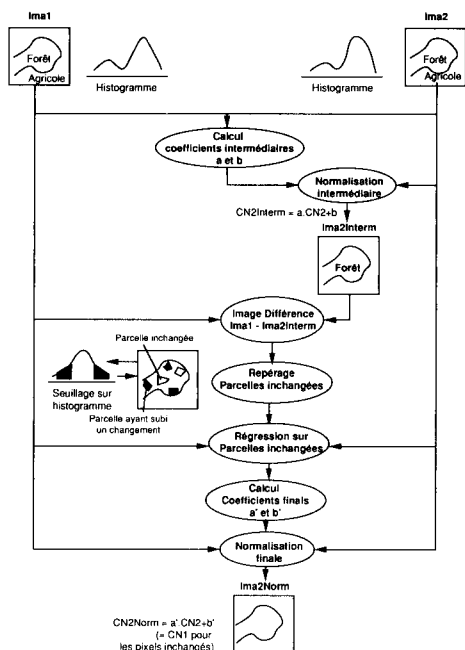 Ima1
Ima2
Forêt
Agricole
Histogramme
Histogramme
Forêt
Agricole
Calcul
coefficients intermédiaires
a et b
Normalisation
intermédiaire
CN2Interm = a.CN2+b
Ima2Interm
Forêt
Image Différence
Ima1 - Ima2Interm
Parcelle inchangée
Repérage
Parcelles inchangées
Seuillage sur
histogramme
Parcelle ayant subi
un changement
Régression sur
Parcelles inchangées
Calcul
Coefficients finals
a' et b'
Normalisation
finale
Ima2Norm
CN2Norm = a'.CN2+b'
(= CN1 pour
les pixels inchangés)